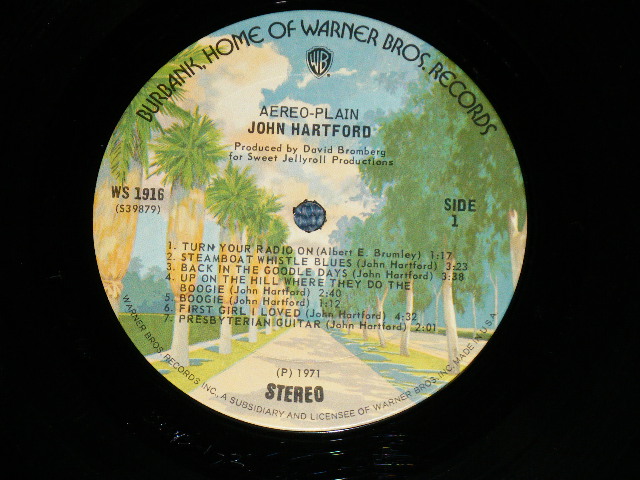 BURBANK, HOME OF WARNER BROS. RECORDS
WB
AEREO-PLAIN
JOHN HARTFORD
Produced by David Bromberg
for Sweet Jellyroll Productions
WS 1916
(S39879)
SIDE
1
1. TURN YOUR RADIO ON (Albert E. Brumley) 1:17
2. STEAMBOAT WHISTLE BLUES (John Hartford) 3:23
3. BACK IN THE GOODLE DAYS (John Hartford) 3:38
4. UP ON THE HILL WHERE THEY DO THE
BOOGIE (John Hartford) 2:40
5. BOOGIE (John Hartford) 1:12
6. FIRST GIRL I LOVED (John Hartford) 4:32
7. PRESBYTERIAN GUITAR (John Hartford) 2:01
(P) 1971
STEREO
WARNER BROS. RECORDS INC., A SUBSIDIARY AND LICENSEE OF WARNER BROS. INC. MADE IN U.S.A.